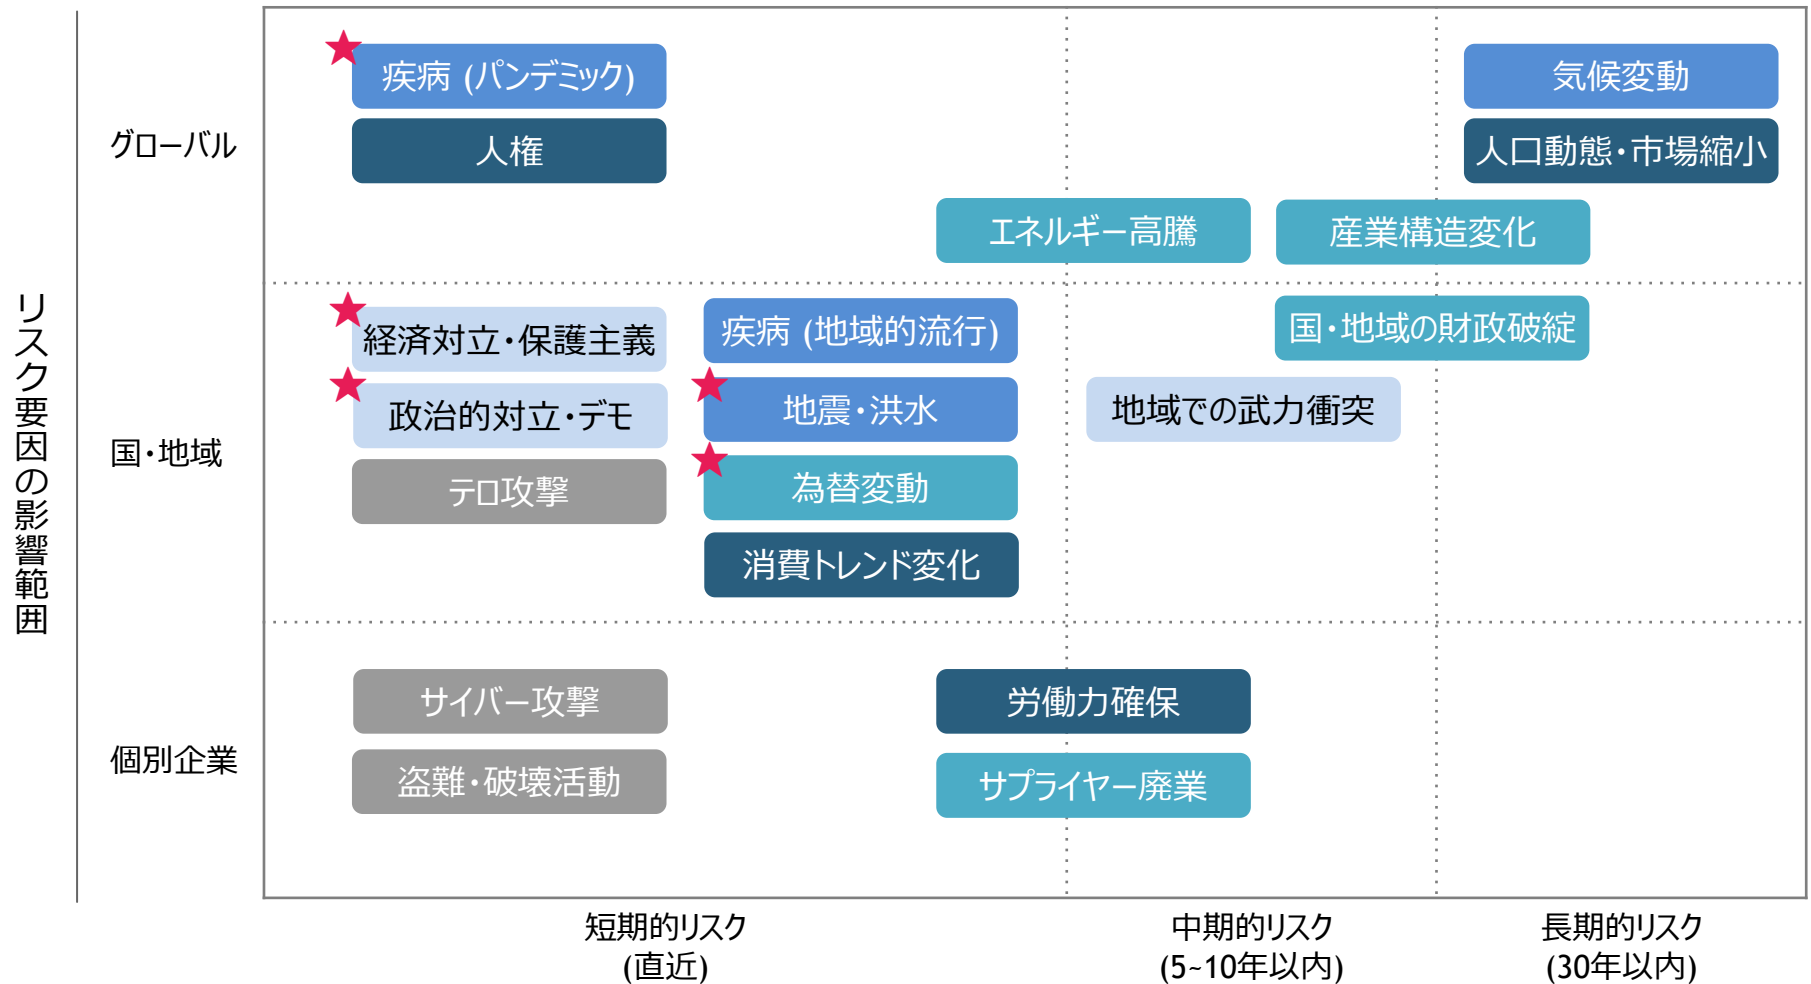 リスク要因の影響範囲
グローバル
疾病 (パンデミック)
人権
気候変動
人口動態・市場縮小
エネルギー高騰
産業構造変化
国・地域
経済対立・保護主義
政治的対立・デモ
テロ攻撃
疾病 (地域的流行)
地震・洪水
為替変動
消費トレンド変化
国・地域の財政破綻
地域での武力衝突
個別企業
サイバー攻撃
盗難・破壊活動
労働力確保
サプライヤー廃業
短期的リスク
(直近)
中期的リスク
(5~10年以内)
長期的リスク
(30年以内)